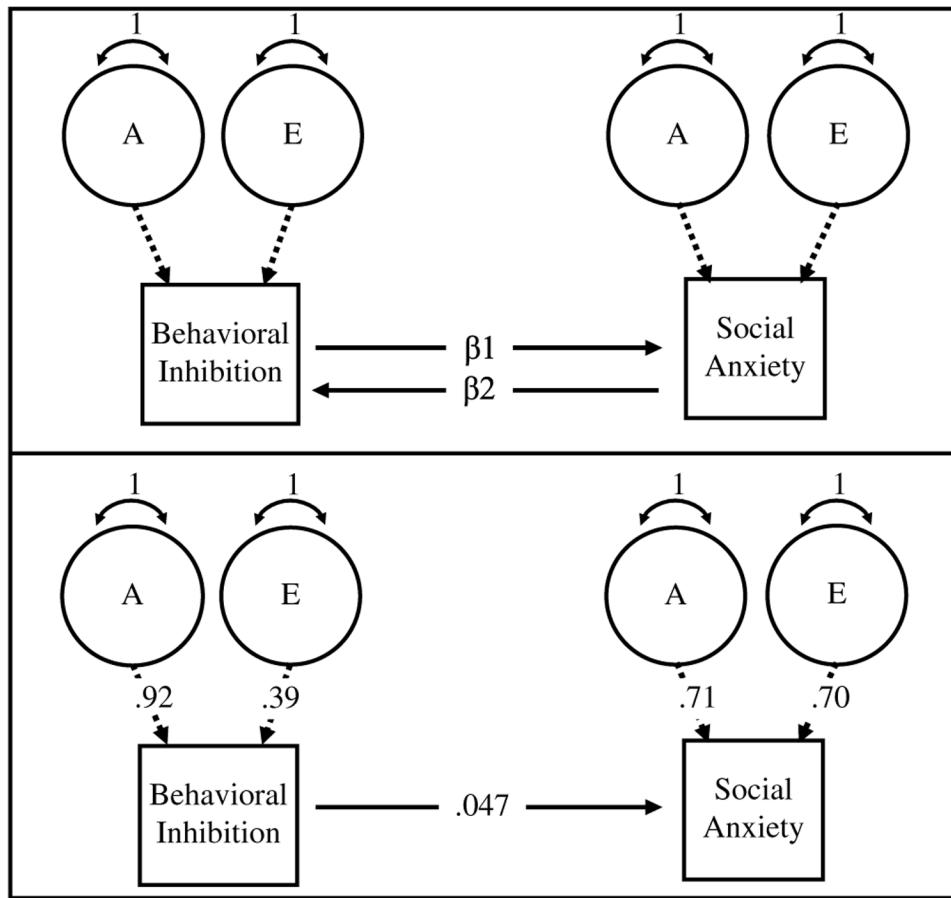 1 1 1 1
A E A E
Behavioral
Inhibition
β1
β2
Social
Anxiety
1 1 1 1
A E A E
.92 .39 .71 .70
Behavioral
Inhibition
.047
Social
Anxiety